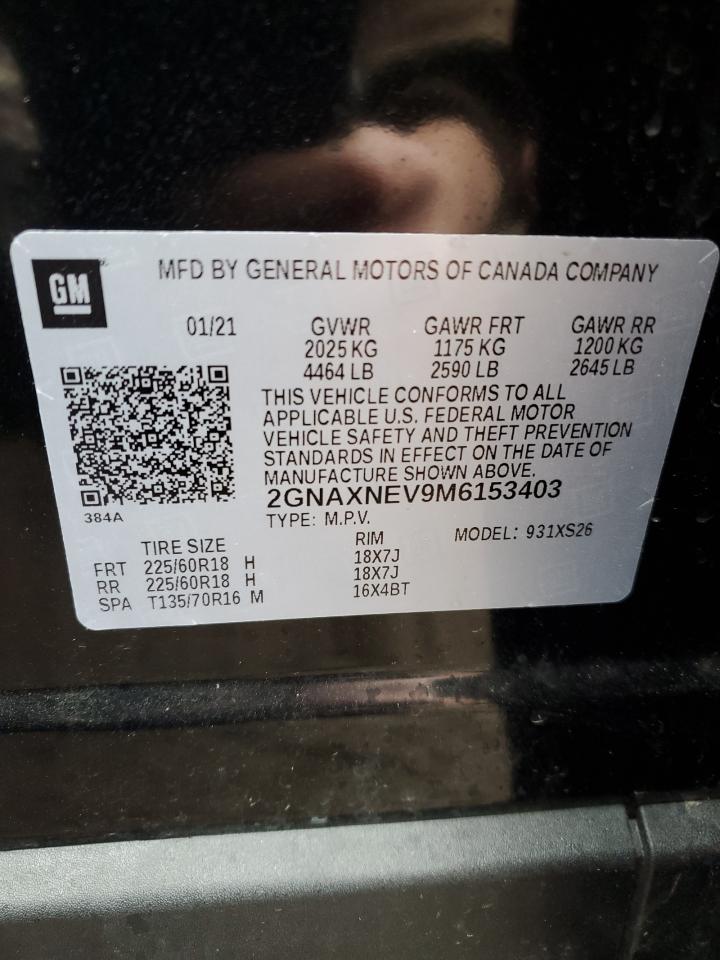 GM
MFD BY GENERAL MOTORS OF CANADA COMPANY
01/21 GVWR GAWR FRT GAWR RR
2025 KG 1175 KG 1200 KG
4464 LB 2590 LB 2645 LB
THIS VEHICLE CONFORMS TO ALL
APPLICABLE U.S. FEDERAL MOTOR
VEHICLE SAFETY AND THEFT PREVENTION
STANDARDS IN EFFECT ON THE DATE OF
MANUFACTURE SHOWN ABOVE.
2GNAXNEV9M6153403
384A
TYPE: M.P.V. MODEL: 931XS26
TIRE SIZE RIM
FRT 225/60R18 H 18X7J
RR 225/60R18 H 18X7J
SPA T135/70R16 M 16X4BT